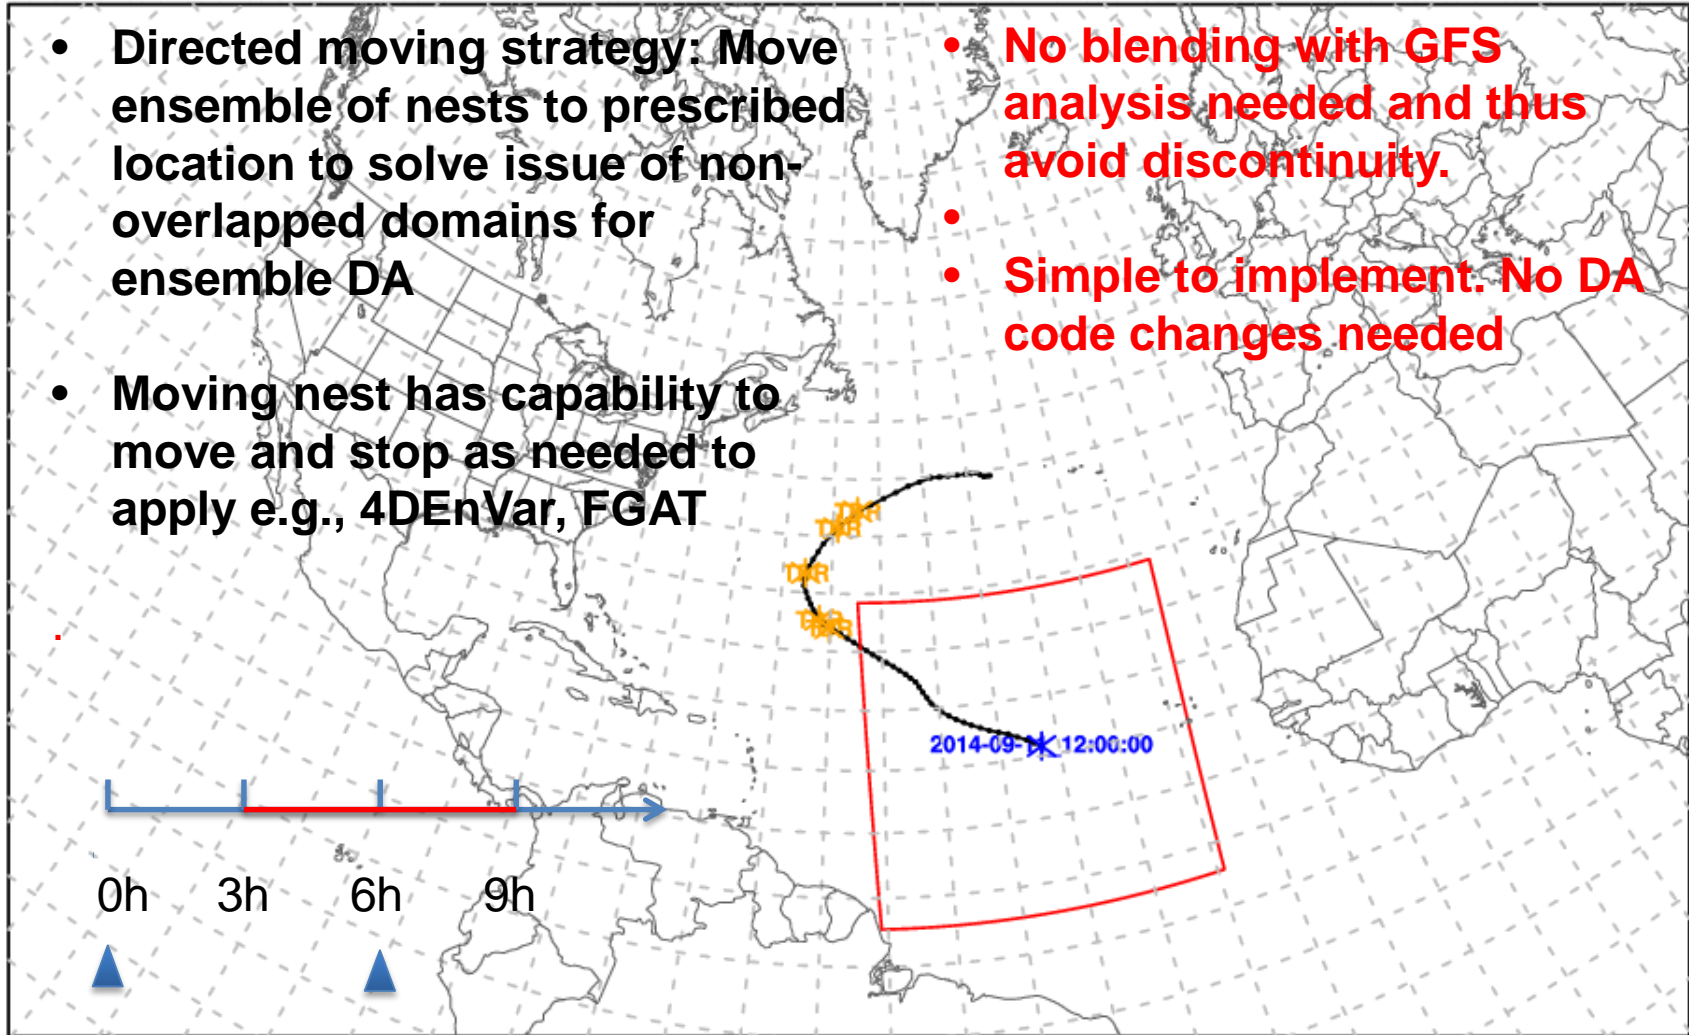 • Directed moving strategy: Move
ensemble of nests to prescribed
location to solve issue of non-
overlapped domains for
ensemble DA
• Moving nest has capability to
move and stop as needed to
apply e.g., 4DEnVar, FGAT
.
• No blending with GFS
analysis needed and thus
avoid discontinuity.
•
• Simple to implement. No DA
code changes needed
12:00:00
0h 3h 6h 9h